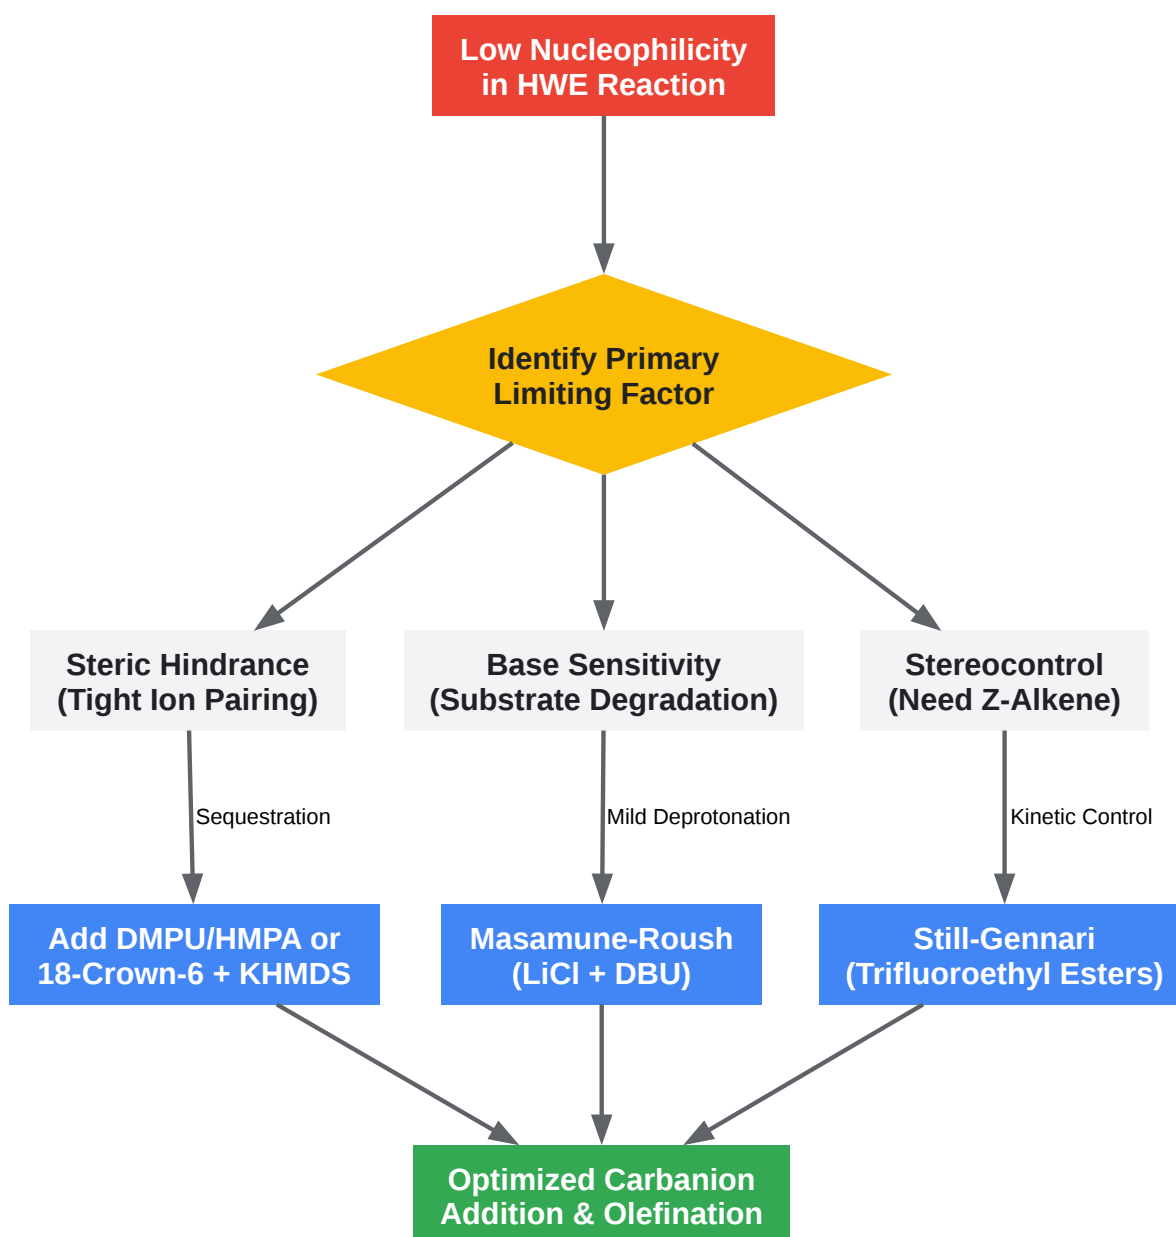 Low Nucleophilicity
in HWE Reaction
Identify Primary
Limiting Factor
Steric Hindrance
(Tight Ion Pairing)
Base Sensitivity
(Substrate Degradation)
Stereocontrol
(Need Z-Alkene)
Sequestration
Mild Deprotonation
Kinetic Control
Add DMPU/HMPA or
18-Crown-6 + KHMDS
Masamune-Roush
(LiCl + DBU)
Still-Gennari
(Trifluoroethyl Esters)
Optimized Carbanion
Addition & Olefination